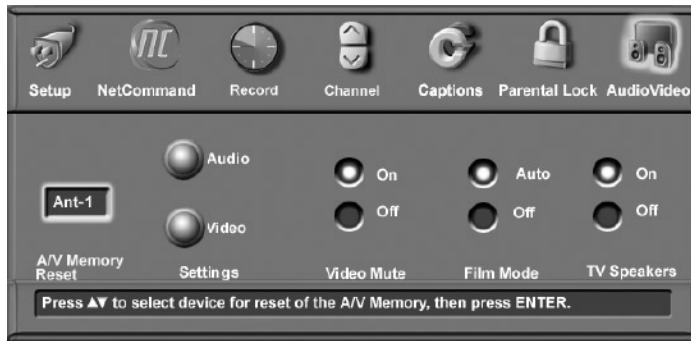 NC
Setup NetCommand Record Channel Captions Parental Lock AudioVideo
Audio
On
Auto
On
Ant-1
Off
Off
Off
Video
A/V Memory
Reset
Settings
Video Mute
Film Mode
TV Speakers
Press ▲▼ to select device for reset of the A/V Memory, then press ENTER.